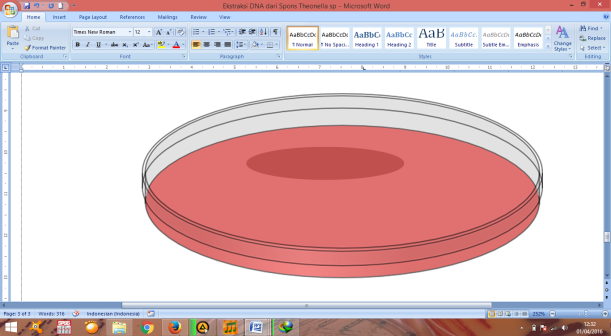 Ekstraksi DNA dari Spons Theonella sp - Microsoft Word
Home Insert Page Layout References Mailings Review View
Paste
Cut
Copy
Format Painter
Clipboard
Times New Roman 12
Font
Paragraph
AaBbCcDc AaBbCcDc AaBbC AaBbCc AaB AaBbCc. AaBbCcDc AaBbCcDc
1 Normal 1 No Spaci... Heading 1 Heading 2 Title Subtitle Subtle Em... Emphasis
Styles
Change
Styles
Find
Replace
Select
Editing
Page: 3 of 3 Words: 316 Indonesian (Indonesia) 232%
12:32
01/04/2016